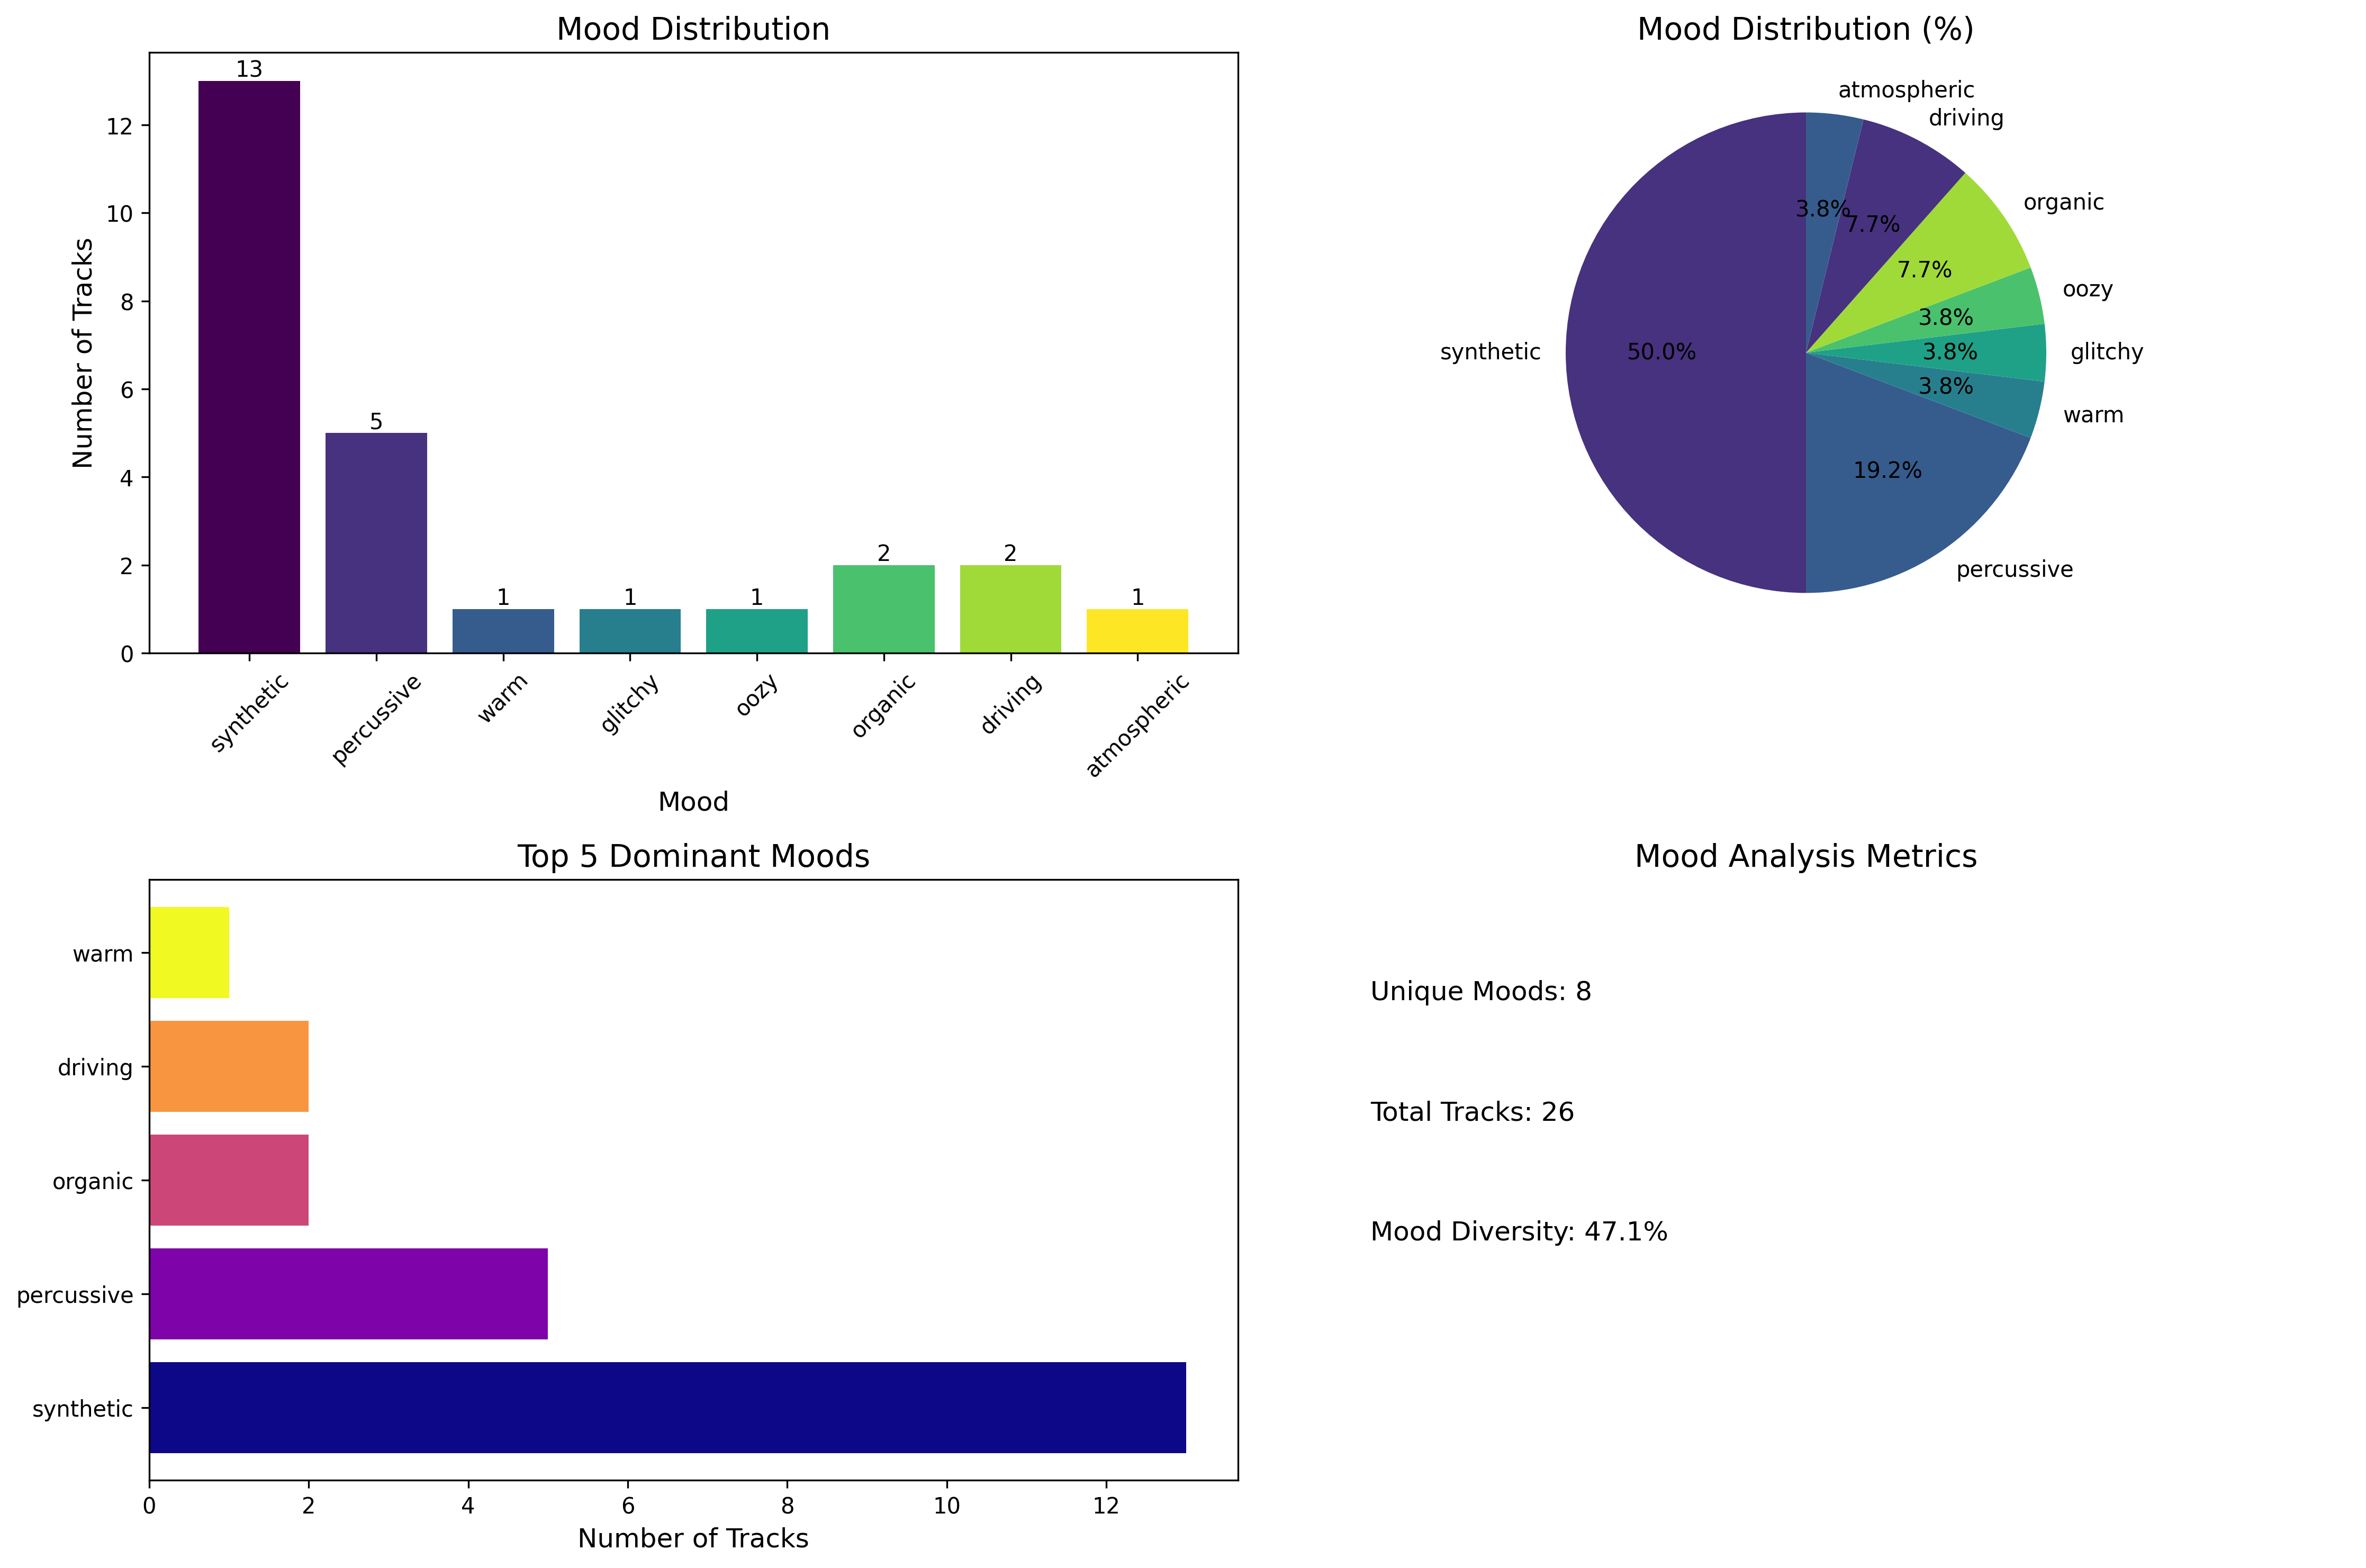 Mood Distribution
13
5
1
1
1
2
2
1
12
10
8
6
4
2
0
Number of Tracks
synthetic
percussive
warm
glitchy
oozy
organic
driving
atmospheric
Mood
Mood Distribution (%)
atmospheric
driving
organic
oozy
glitchy
warm
percussive
synthetic
3.8%
7.7%
7.7%
3.8%
3.8%
3.8%
19.2%
50.0%
Top 5 Dominant Moods
warm
driving
organic
percussive
synthetic
0
2
4
6
8
10
12
Number of Tracks
Mood Analysis Metrics
Unique Moods: 8
Total Tracks: 26
Mood Diversity: 47.1%